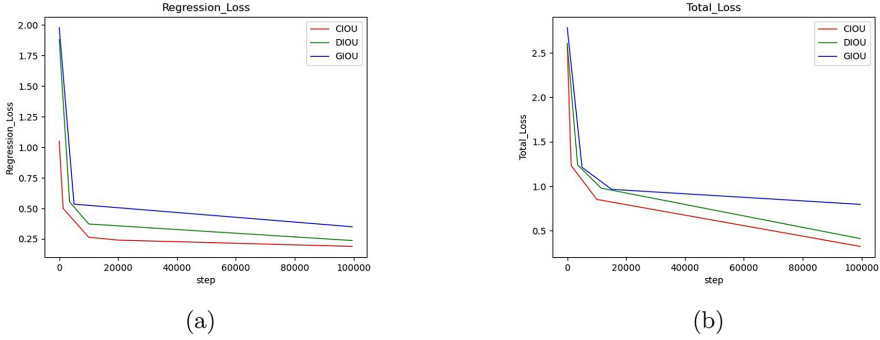 Regression_Loss
2.00
1.75
1.50
1.25
1.00
0.75
0.50
0.25
Regression_Loss
0
20000
40000
60000
80000
100000
step
CIOU
DIOU
GIOU
(a)
Total_Loss
2.5
2.0
1.5
1.0
0.5
Total_Loss
0
20000
40000
60000
80000
100000
step
CIOU
DIOU
GIOU
(b)